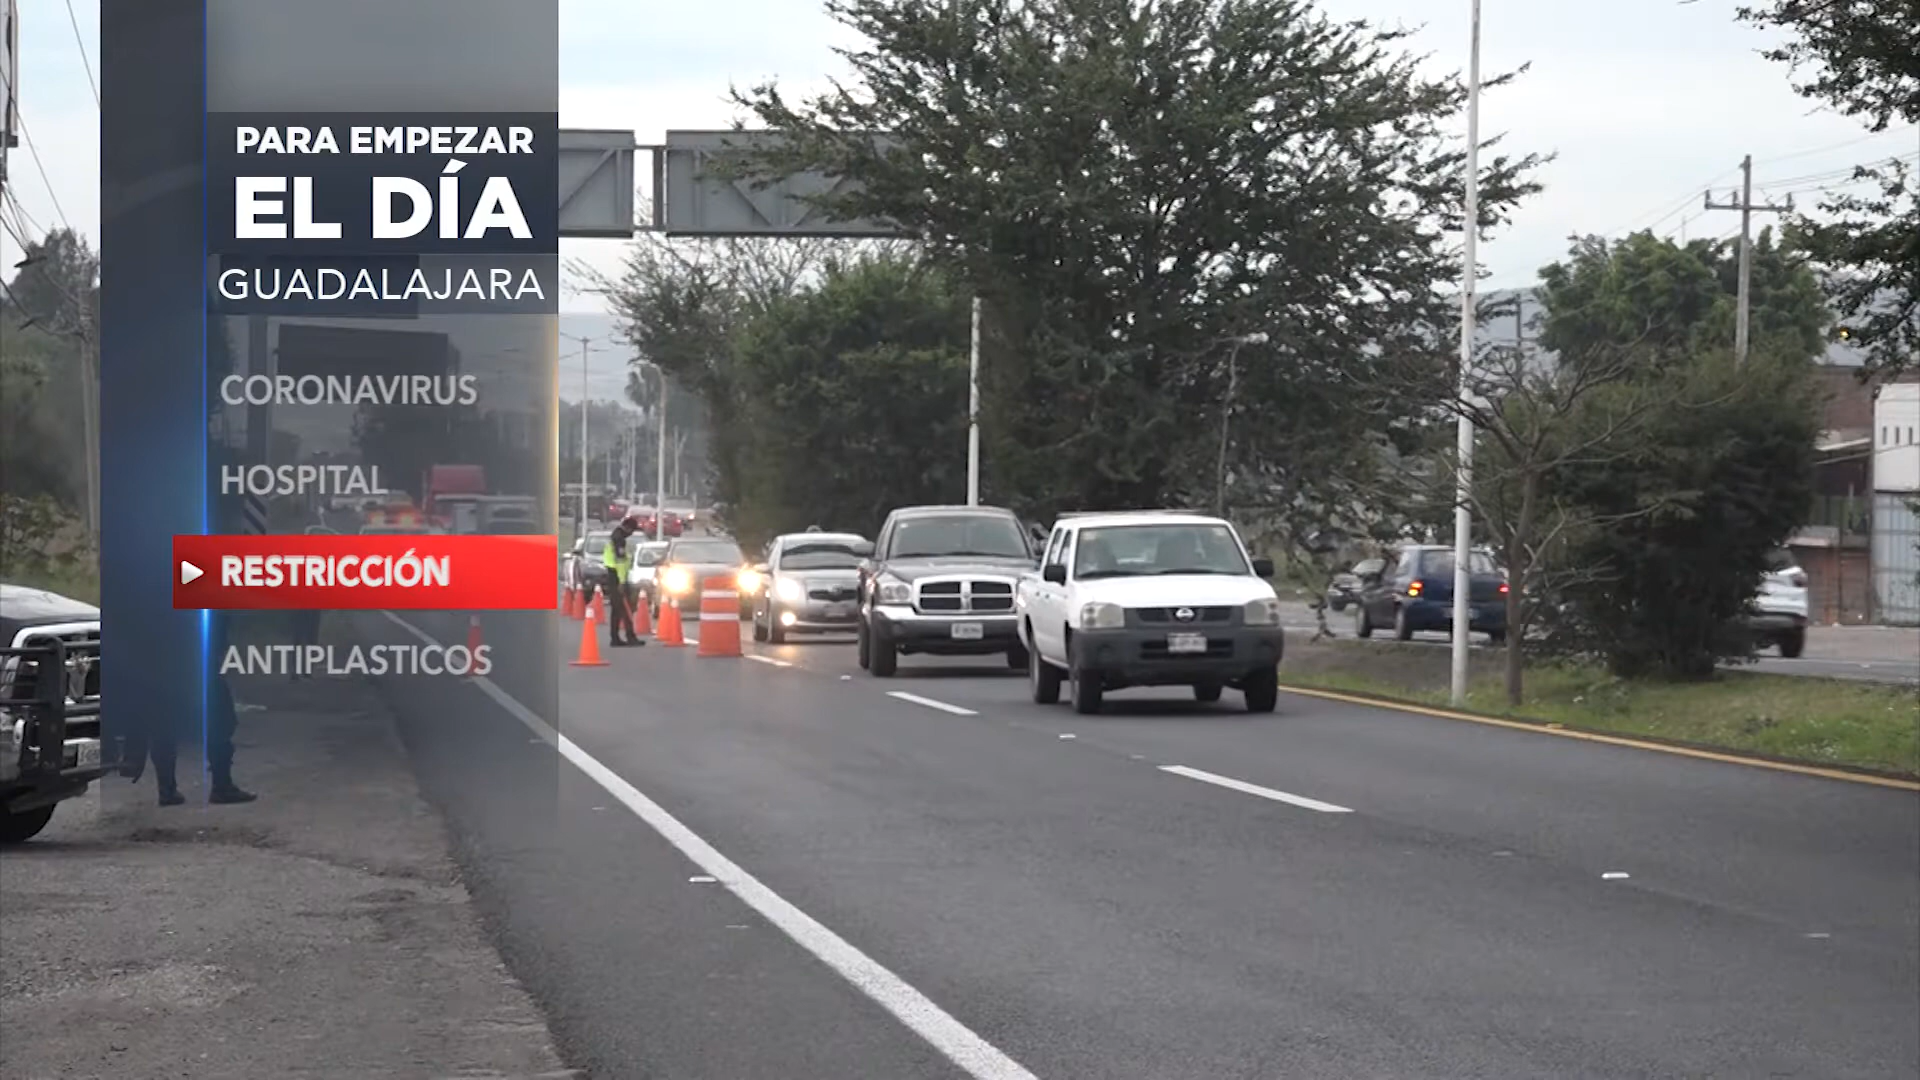 PARA EMPEZAR
EL DÍA
GUADALAJARA
CORONAVIRUS
HOSPITAL
RESTRICCIÓN
ANTIPLASTICOS